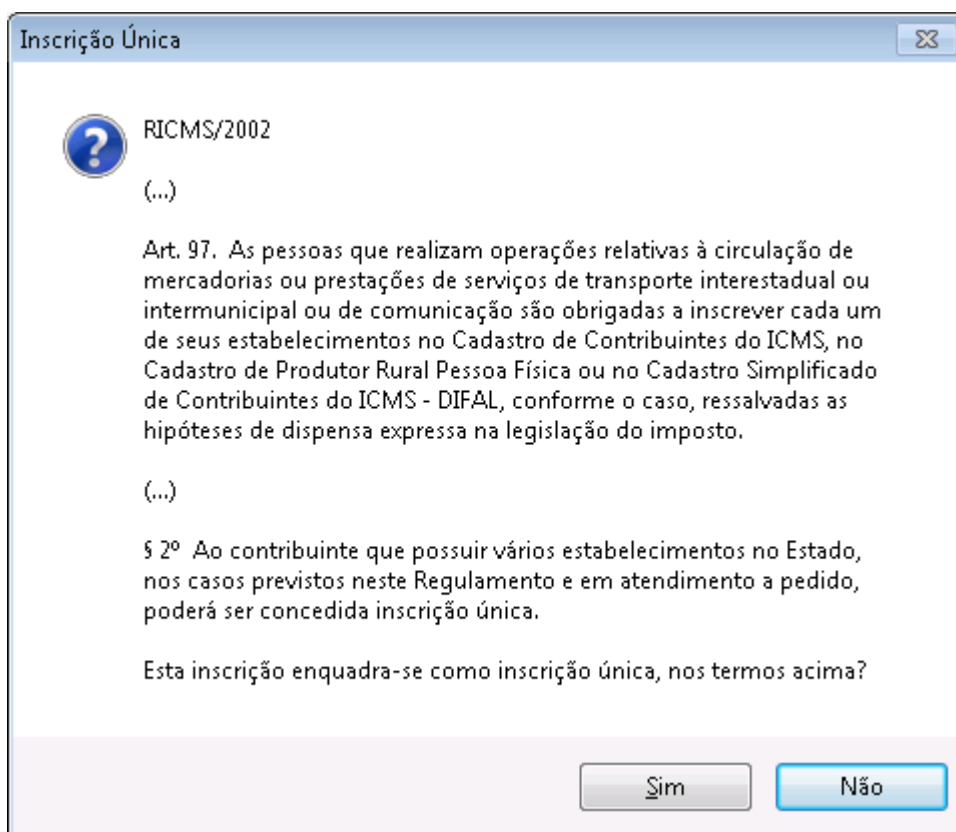 Inscrição Única
RICMS/2002
(...)
Art. 97.  As pessoas que realizam operações relativas à circulação de
mercadorias ou prestações de serviços de transporte interestadual ou
intermunicipal ou de comunicação são obrigadas a inscrever cada um
de seus estabelecimentos no Cadastro de Contribuintes do ICMS, no
Cadastro de Produtor Rural Pessoa Física ou no Cadastro Simplificado
de Contribuintes do ICMS - DIFAL, conforme o caso, ressalvadas as
hipóteses de dispensa expressa na legislação do imposto.
(...)
§ 2º  Ao contribuinte que possuir vários estabelecimentos no Estado,
nos casos previstos neste Regulamento e em atendimento a pedido,
poderá ser concedida inscrição única.
Esta inscrição enquadra-se como inscrição única, nos termos acima?
Sim
Não